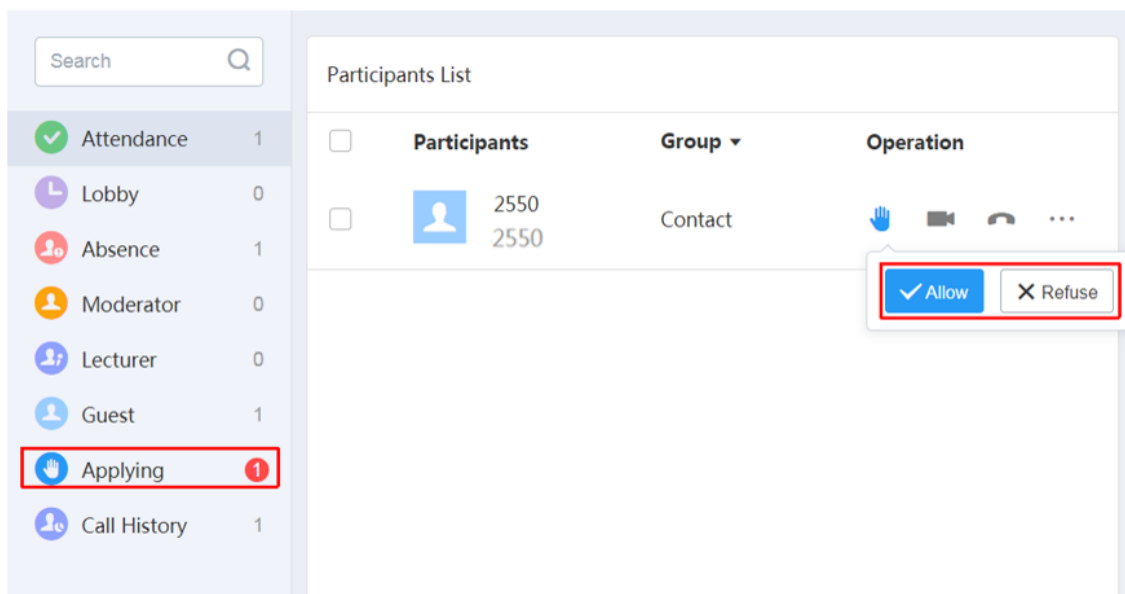 Search
Attendance 1
Lobby 0
Absence 1
Moderator 0
Lecturer 0
Guest 1
Applying 1
Call History 1
Participants List
Participants Group Operation
2550 Contact
2550
Allow Refuse